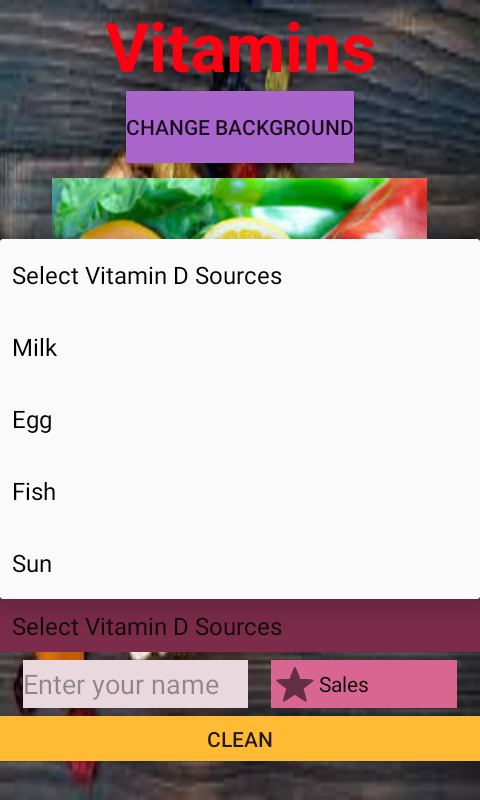 Vitamins
CHANGE BACKGROUND
Select Vitamin D Sources
Milk
Egg
Fish
Sun
Select Vitamin D Sources
Enter your name
Sales
CLEAN